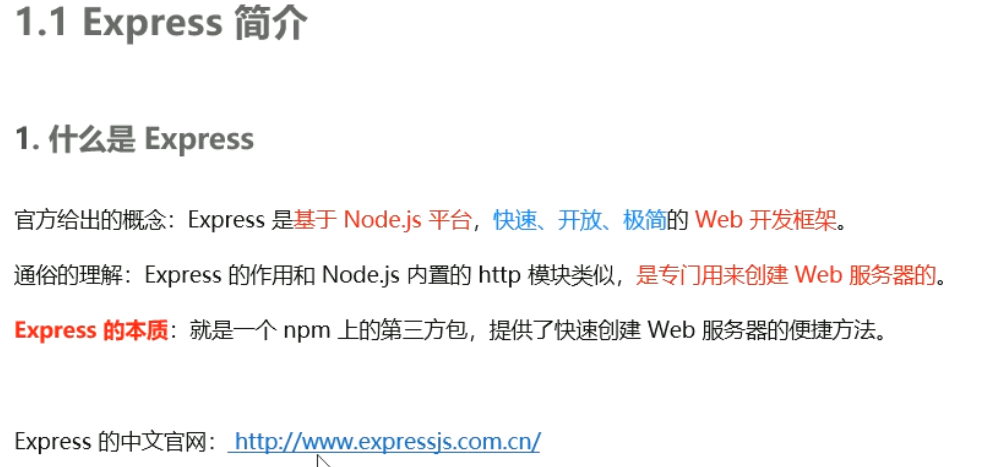 1.1 Express 简介
1. 什么是 Express
官方给出的概念：Express 是基于 Node.js 平台，快速、开放、极简的 Web 开发框架。
通俗的理解：Express 的作用和 Node.js 内置的 http 模块类似，是专门用来创建 Web 服务器的。
Express 的本质：就是一个 npm 上的第三方包，提供了快速创建 Web 服务器的便捷方法。
Express 的中文官网： http://www.expressjs.com.cn/